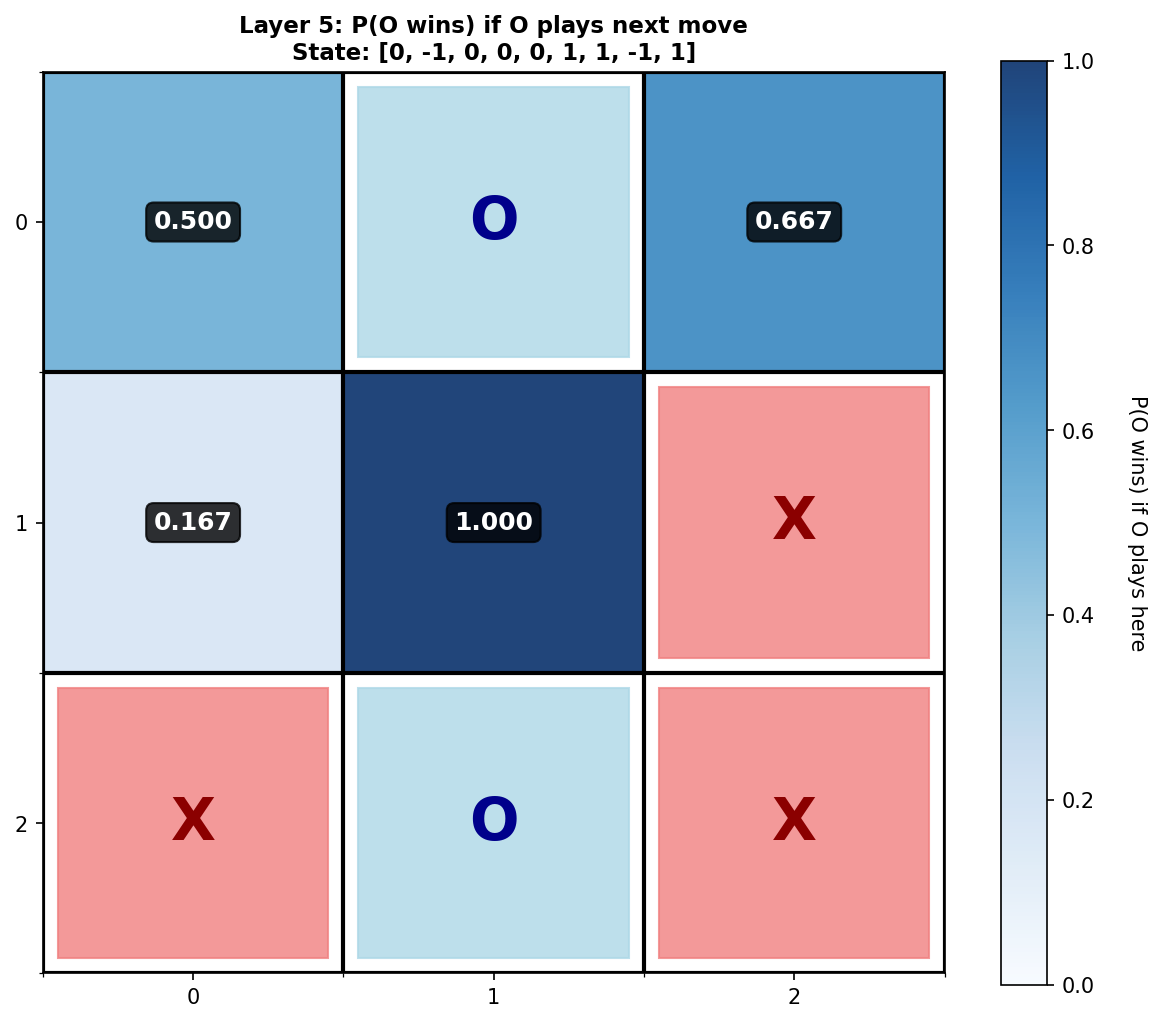 Layer 5: P(O wins) if O plays next move
State: [0, -1, 0, 0, 0, 1, 1, -1, 1]
0
0.500
O
0.667
1
0.167
1.000
X
2
X
O
X
0
1
2
1.0
0.8
0.6
0.4
0.2
0.0
P(O wins) if O plays here